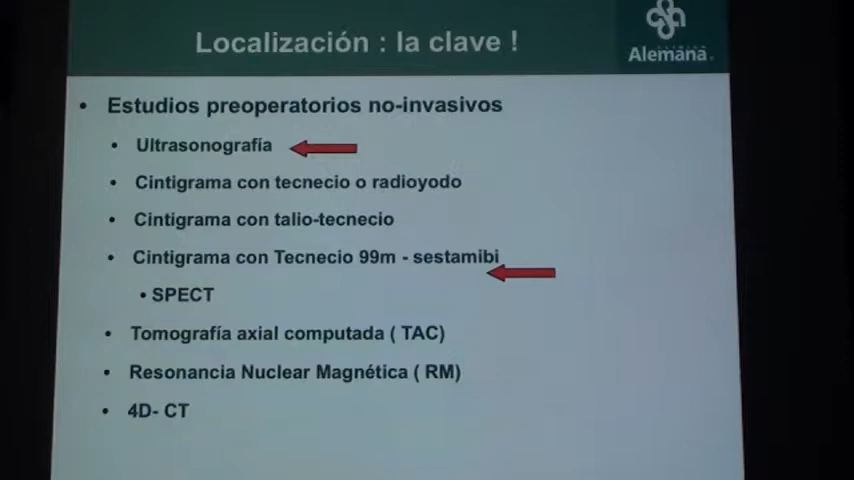 Localización : la clave !
Alemana
• Estudios preoperatorios no-invasivos
• Ultrasonografía
• Cintigrama con tecnecio o radioyodo
• Cintigrama con talio-tecnecio
• Cintigrama con Tecnecio 99m - sestamibi
• SPECT
• Tomografía axial computada ( TAC)
• Resonancia Nuclear Magnética ( RM)
• 4D- CT